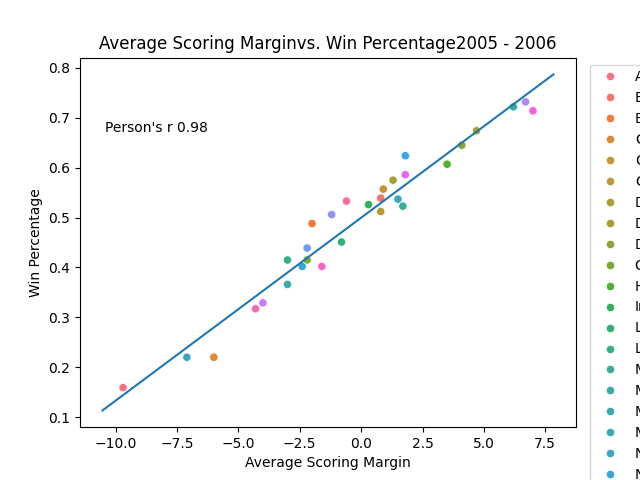 Average Scoring Marginvs. Win Percentage2005 - 2006
Person's r 0.98
Win Percentage
0.8
0.7
0.6
0.5
0.4
0.3
0.2
0.1
−10.0 −7.5 −5.0 −2.5 0.0 2.5 5.0 7.5
Average Scoring Margin